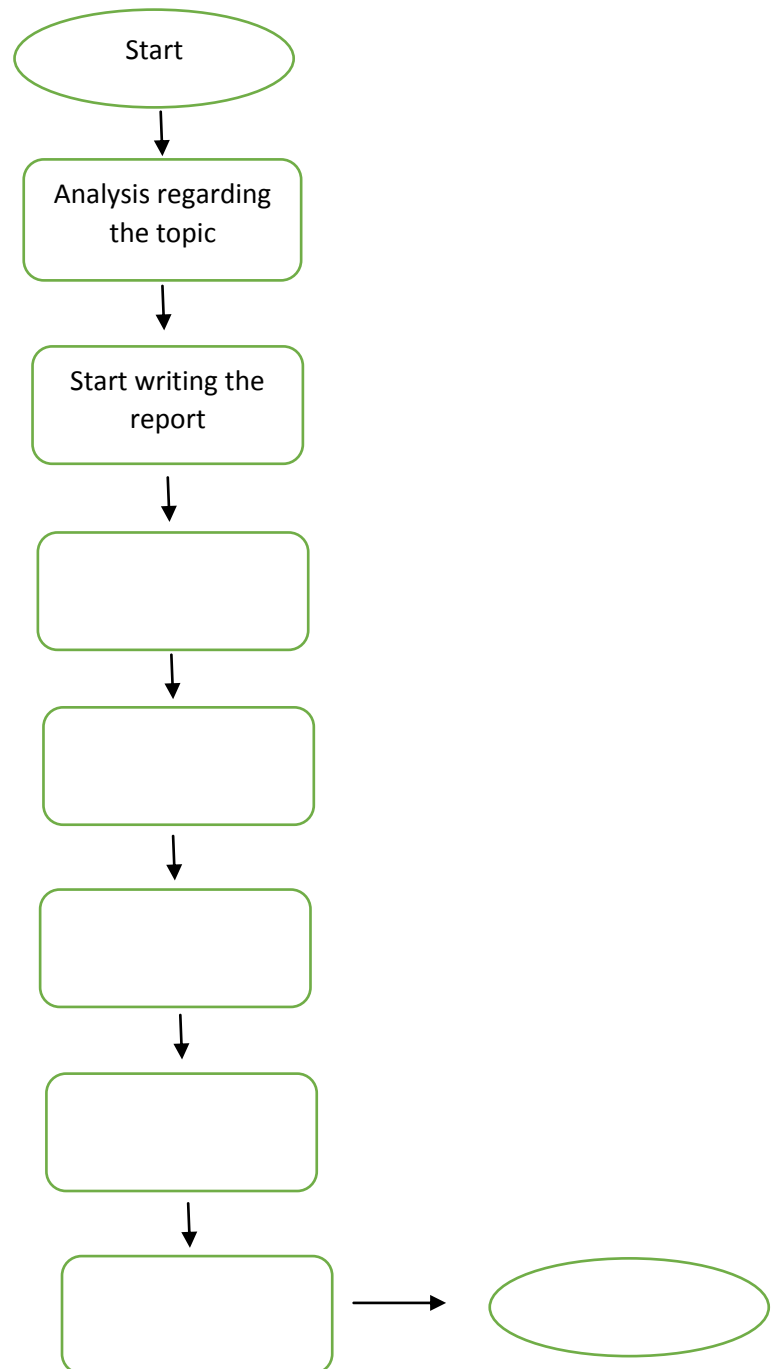 Start
Analysis regarding
the topic
Start writing the
report